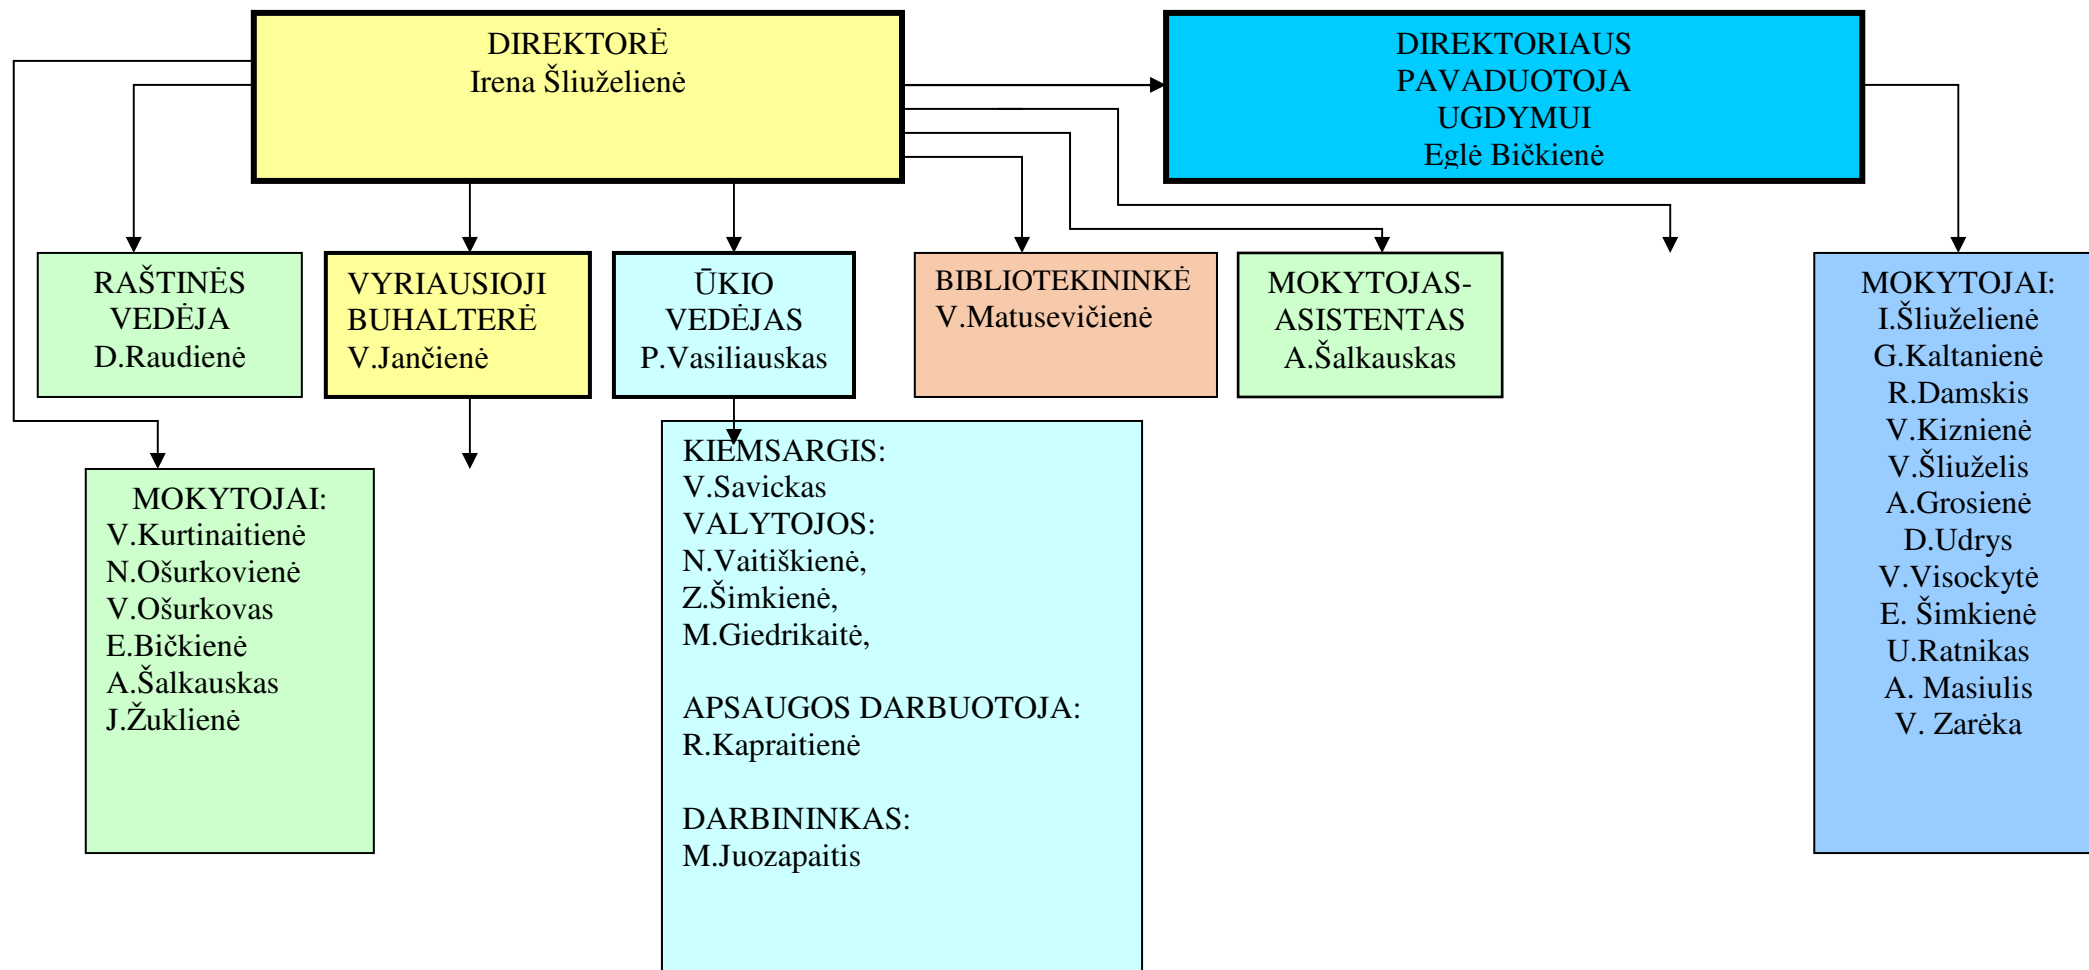 DIREKTORĖ
Irena Šliuželienė
DIREKTORIAUS
PAVADUOTOJA
UGDYMUI
Eglė Bičkienė
RAŠTINĖS
VEDĖJA
D.Raudienė
VYRIAUSIOJI
BUHALTERĖ
V.Jančienė
ŪKIO
VEDĖJAS
P.Vasiliauskas
BIBLIOTEKININKĖ
V.Matusevičienė
MOKYTOJAS-
ASISTENTAS
A.Šalkauskas
MOKYTOJAI:
I.Šliuželienė
G.Kaltanienė
R.Damskis
V.Kiznienė
V.Šliuželis
A.Grosienė
D.Udrys
V.Visockytė
E. Šimkienė
U.Ratnikas
A. Masiulis
V. Zarėka
MOKYTOJAI:
V.Kurtinaitienė
N.Ošurkovienė
V.Ošurkovas
E.Bičkienė
A.Šalkauskas
J.Žuklienė
KIEMSARGIS:
V.Savickas
VALYTOJOS:
N.Vaitiškienė,
Z.Šimkienė,
M.Giedrikaitė,
APSAUGOS DARBUOTOJA:
R.Kapraitienė
DARBININKAS:
M.Juozapaitis